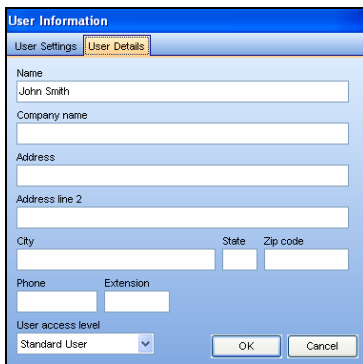 User Information
User Settings User Details
Name
John Smith
Company name
Address
Address line 2
City State Zip code
Phone Extension
User access level
Standard User OK Cancel